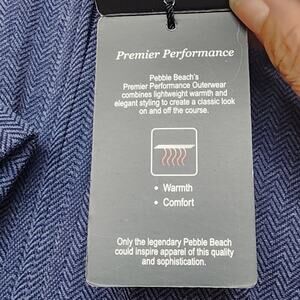 Premier Performance
Pebble Beach's
Premier Performance Outerwear
combines lightweight warmth and
elegant styling to create a classic look
on and off the course.
• Warmth
• Comfort
Only the legendary Pebble Beach
could inspire apparel of this quality
and sophistication.